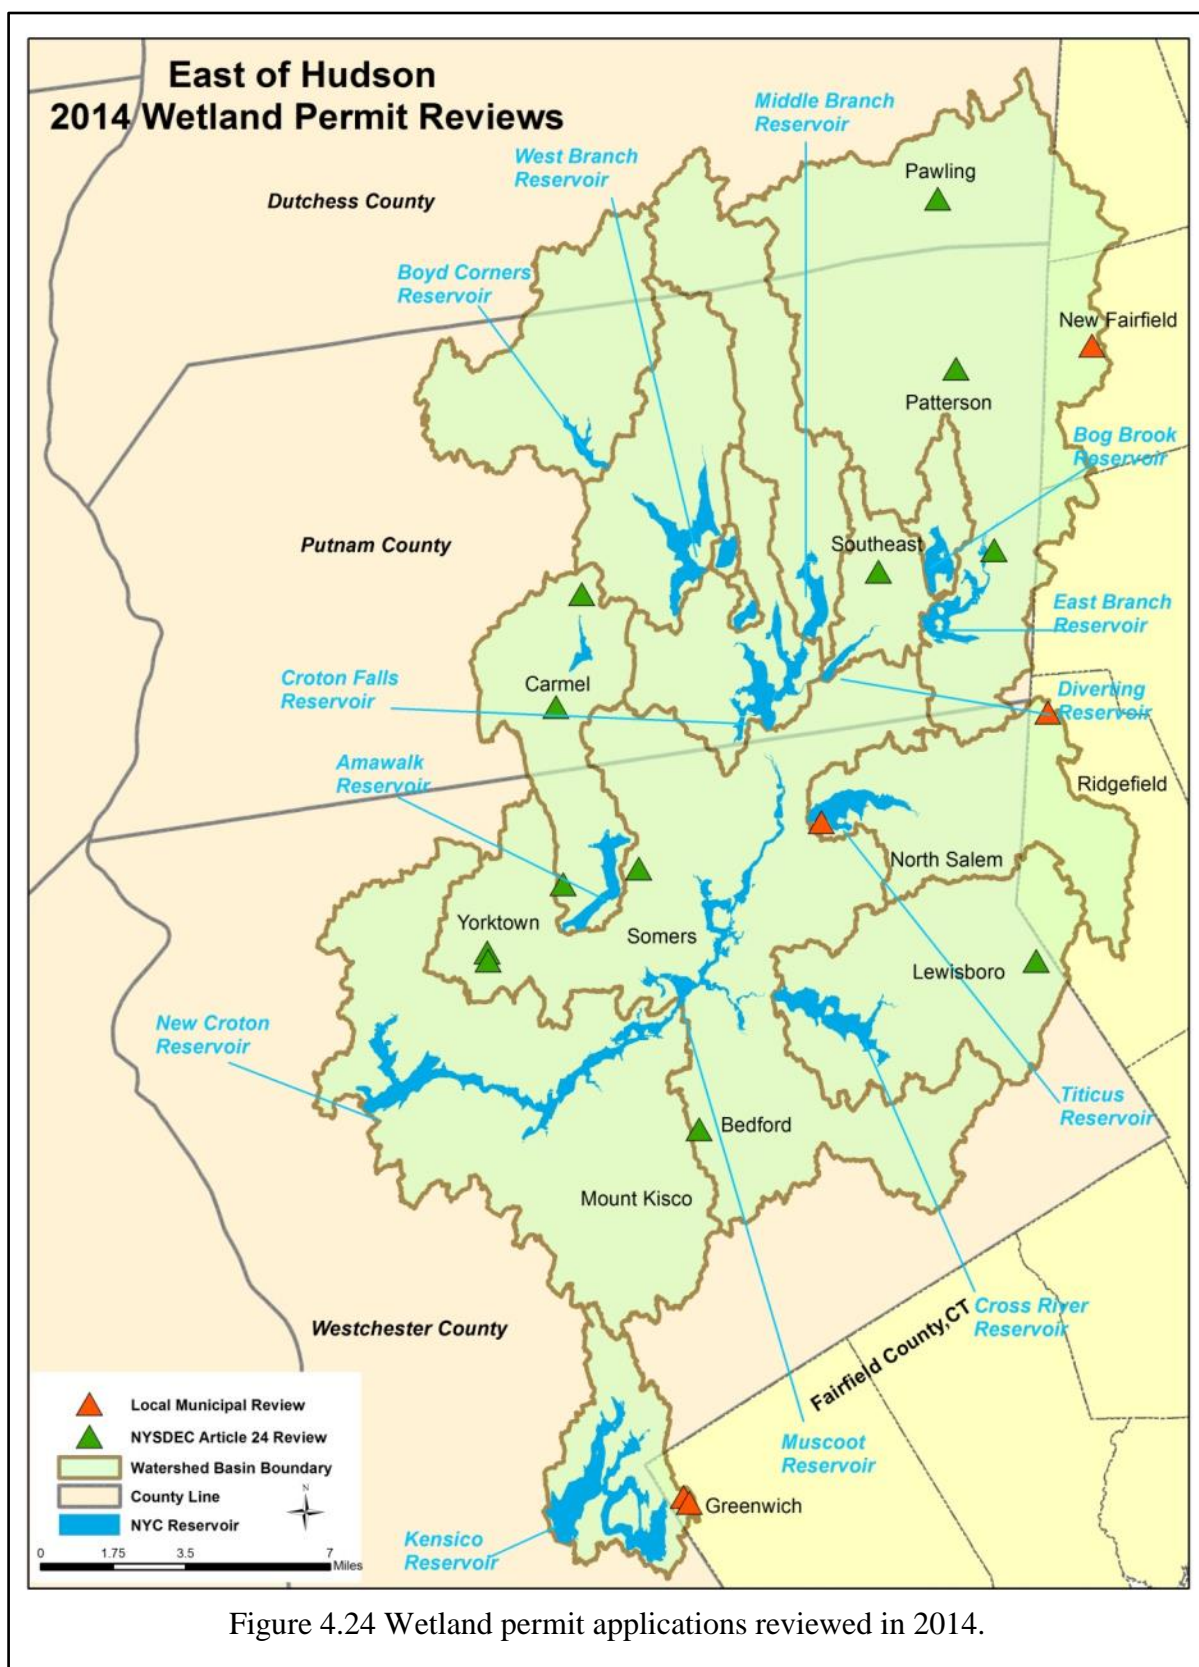 East of Hudson
2014 Wetland Permit Reviews
Middle Branch
Reservoir
West Branch
Reservoir
Pawling
Dutchess County
Boyd Corners
Reservoir
New Fairfield
Patterson
Bog Brook
Reservoir
Putnam County
Southeast
East Branch
Reservoir
Croton Falls
Reservoir
Carmel
Diverting
Reservoir
Amawalk
Reservoir
Ridgefield
North Salem
Yorktown
Somers
Lewisboro
New Croton
Reservoir
Titicus
Reservoir
Bedford
Mount Kisco
Cross River
Reservoir
Westchester County
Fairfield County,CT
Muscoot
Reservoir
Greenwich
Kensico
Reservoir
Local Municipal Review
NYSDEC Article 24 Review
Watershed Basin Boundary
County Line
N
NYC Reservoir
0 1.75 3.5 7
Miles
Figure 4.24 Wetland permit applications reviewed in 2014.